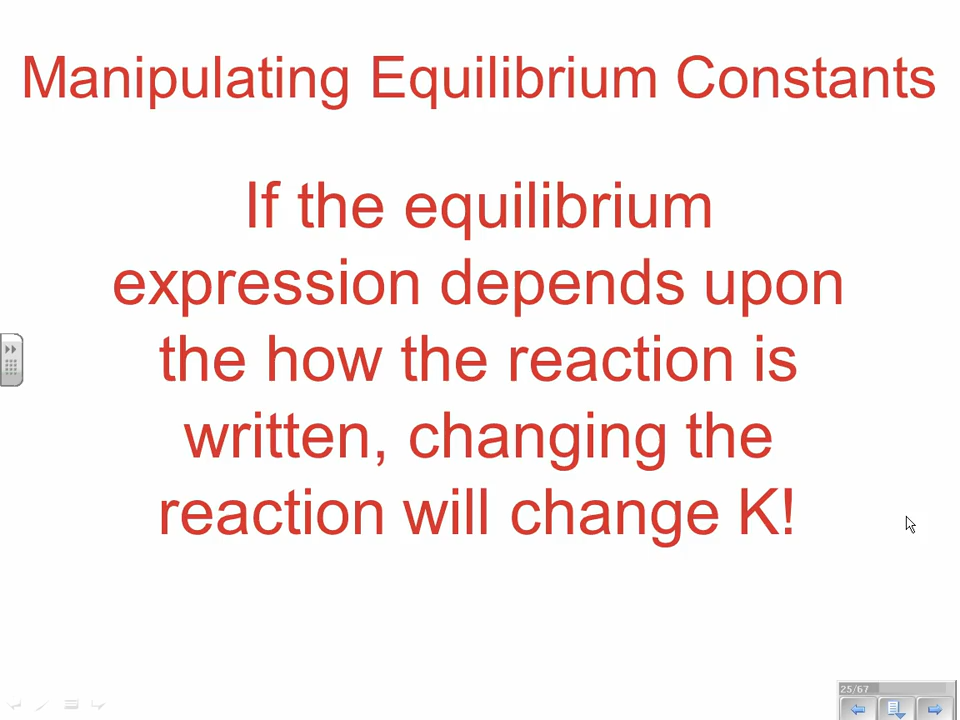 Manipulating Equilibrium Constants
If the equilibrium
expression depends upon
the how the reaction is
written, changing the
reaction will change K!
25/67